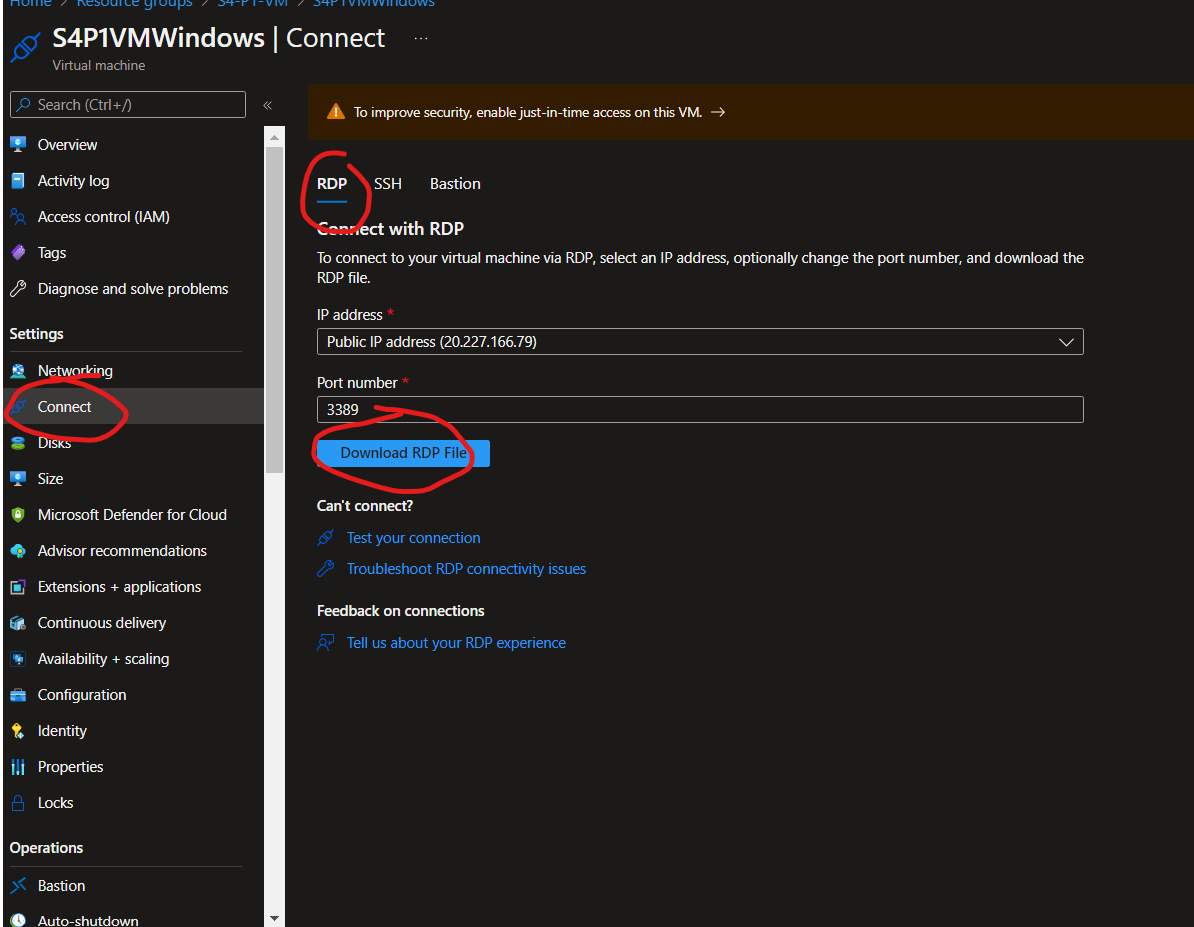 Home > Resource groups > S4-P1-VM > S4P1VMWindows
S4P1VMWindows | Connect ...
Virtual machine
Search (Ctrl+/) «
To improve security, enable just-in-time access on this VM. →
Overview
Activity log
Access control (IAM)
Tags
Diagnose and solve problems
Settings
Networking
Connect
Disks
Size
Microsoft Defender for Cloud
Advisor recommendations
Extensions + applications
Continuous delivery
Availability + scaling
Configuration
Identity
Properties
Locks
Operations
Bastion
Auto-shutdown
RDP SSH Bastion
Connect with RDP
To connect to your virtual machine via RDP, select an IP address, optionally change the port number, and download the
RDP file.
IP address *
Public IP address (20.227.166.79)
Port number *
3389
Download RDP File
Can't connect?
Test your connection
Troubleshoot RDP connectivity issues
Feedback on connections
Tell us about your RDP experience